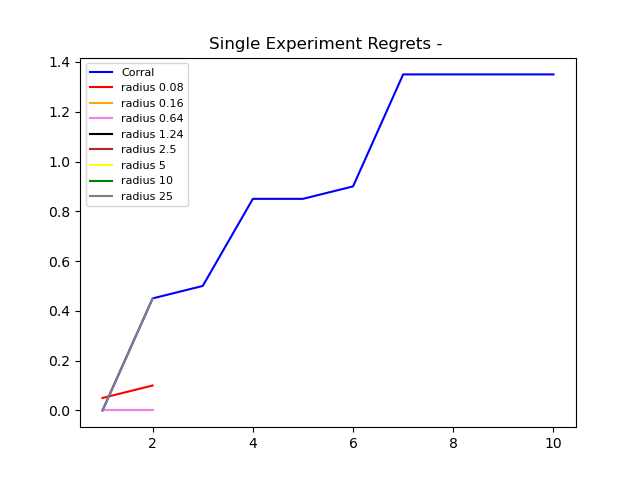 Single Experiment Regrets -
1.4
1.2
1.0
0.8
0.6
0.4
0.2
0.0
Corral
radius 0.08
radius 0.16
radius 0.64
radius 1.24
radius 2.5
radius 5
radius 10
radius 25
2
4
6
8
10